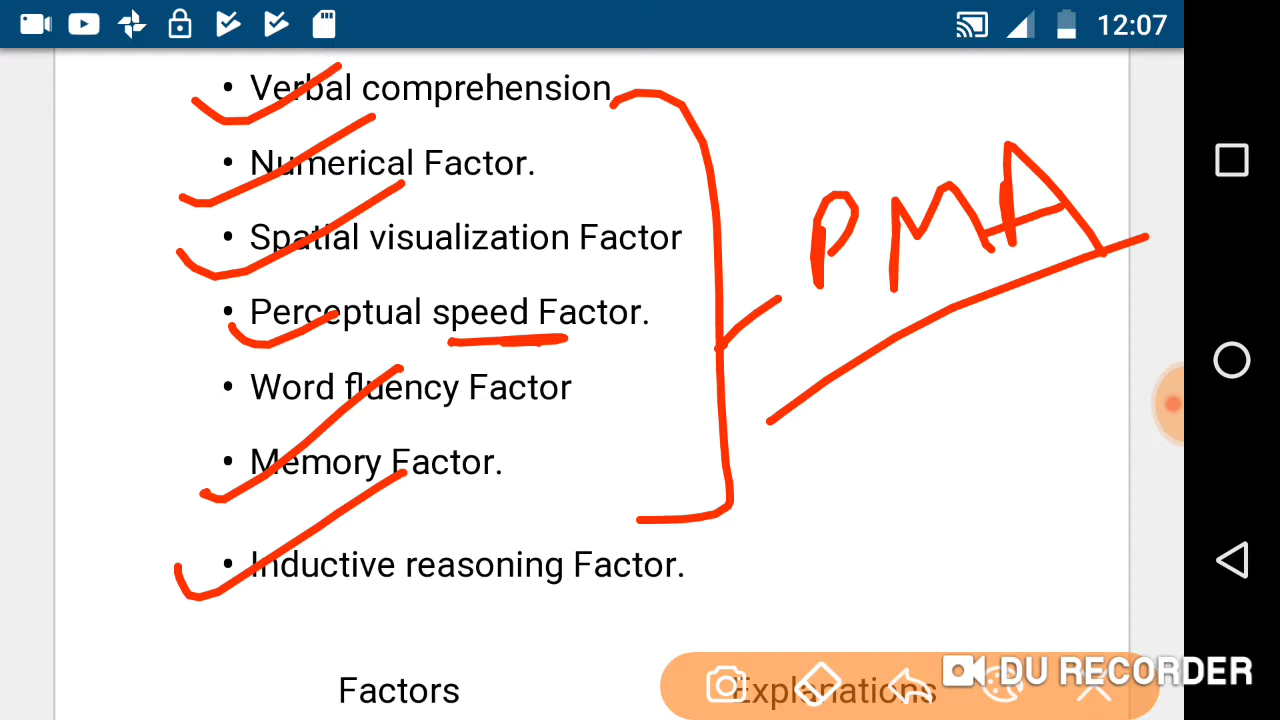 12:07
• Verbal comprehension
• Numerical Factor.
• Spatial visualization Factor
• Perceptual speed Factor.
• Word fluency Factor
• Memory Factor.
• Inductive reasoning Factor.
PMA
Factors Explanations
DU RECORDER